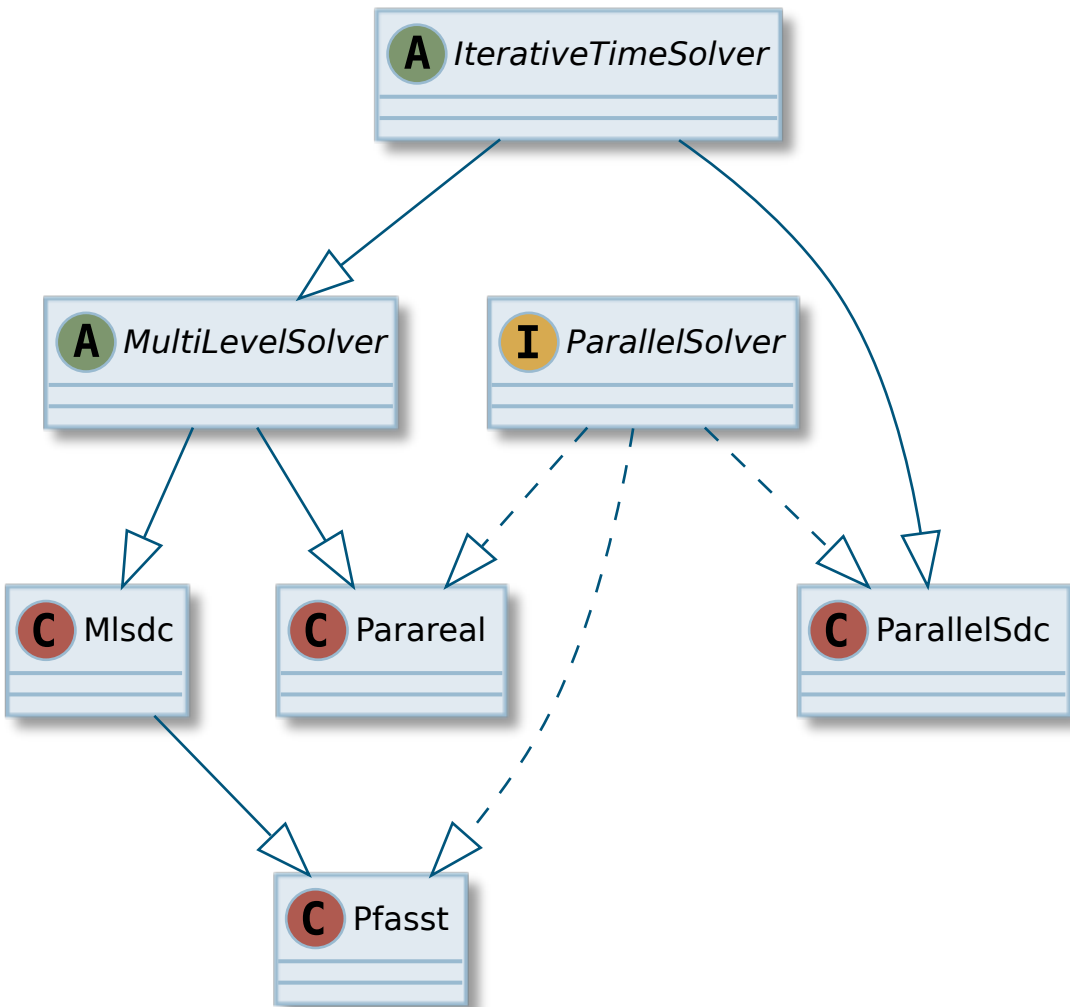 A IterativeTimeSolver
A MultiLevelSolver
I ParallelSolver
C Mlsdc
C Parareal
C ParallelSdc
C Pfasst